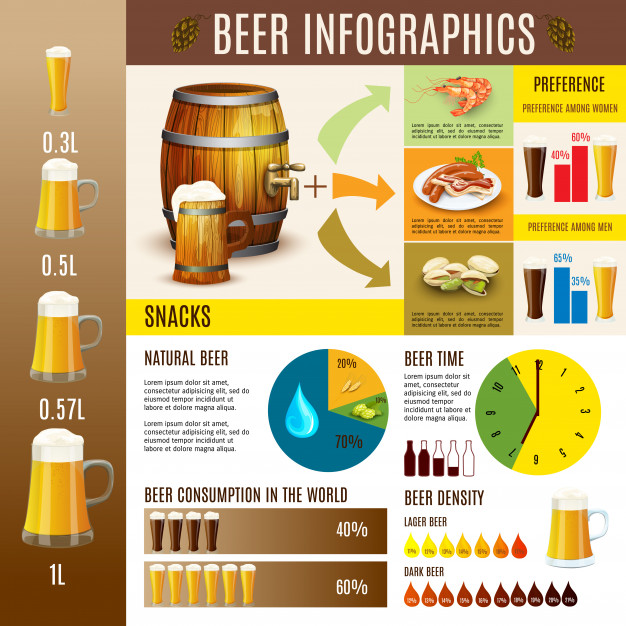 BEER INFOGRAPHICS
0.3L
0.5L
0.57L
1L
+
Lorem ipsum dolor sit amet,
consectetur adipiscing elit,
sed do eiusmod tempor
incididunt ut labore et
dolore magna aliqua.
Lorem ipsum dolor sit amet,
consectetur adipiscing elit,
sed do eiusmod tempor
incididunt ut labore et
dolore magna aliqua.
Lorem ipsum dolor sit amet,
consectetur adipiscing elit,
sed do eiusmod tempor
incididunt ut labore et
dolore magna aliqua.
PREFERENCE
PREFERENCE AMONG WOMEN
40%
60%
PREFERENCE AMONG MEN
65%
35%
SNACKS
NATURAL BEER
Lorem ipsum dolor sit amet,
consectetur adipiscing elit,
sed do eiusmod tempor
incididunt ut labore et
dolore magna aliqua.
Lorem ipsum dolor sit amet,
consectetur adipiscing elit,
sed do eiusmod tempor
incididunt ut labore et
dolore magna aliqua.
20%
10%
70%
BEER TIME
Lorem ipsum dolor
sit amet, consectetur
adipiscing elit, sed do
eiusmod tempor
incididunt ut labore
et dolore magna
aliqua.
12
1
2
3
4
5
6
7
8
9
10
11
BEER CONSUMPTION IN THE WORLD
40%
60%
BEER DENSITY
LAGER BEER
DARK BEER